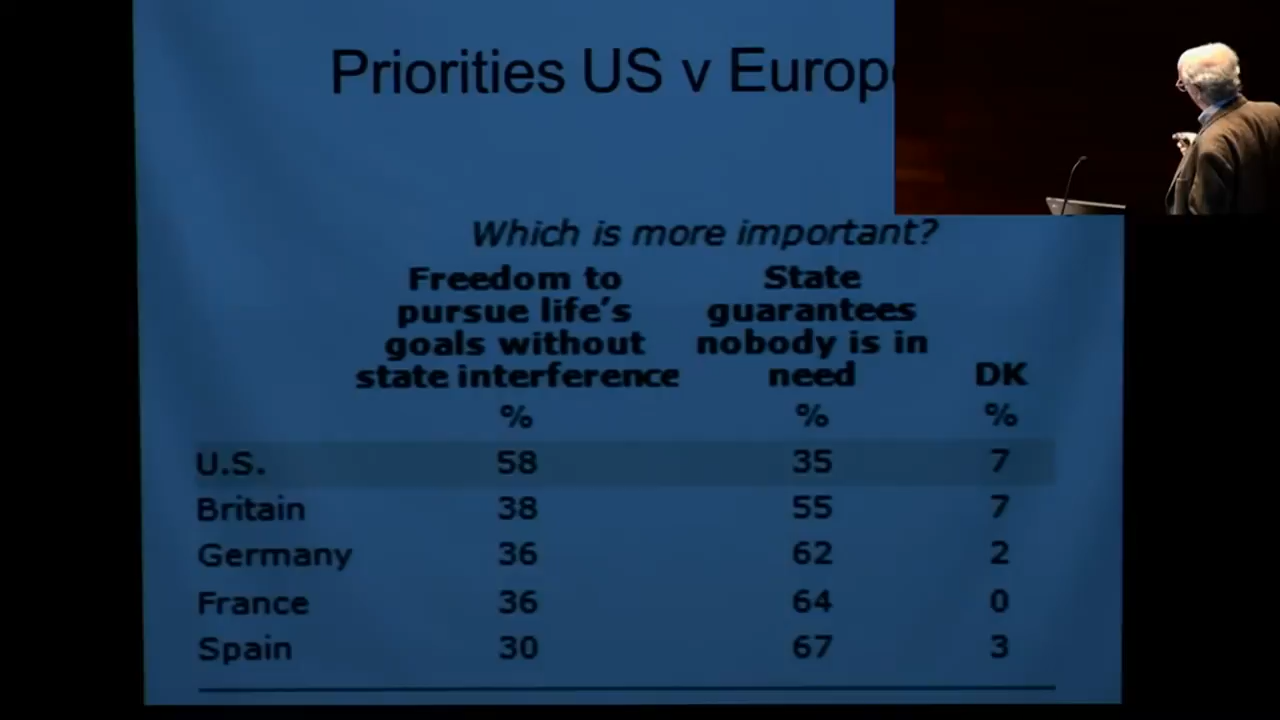 Priorities US v Europ
Which is more important?
Freedom to pursue life's goals without state interference
State guarantees nobody is in need
DK
% % %
U.S. 58 35 7
Britain 38 55 7
Germany 36 62 2
France 36 64 0
Spain 30 67 3